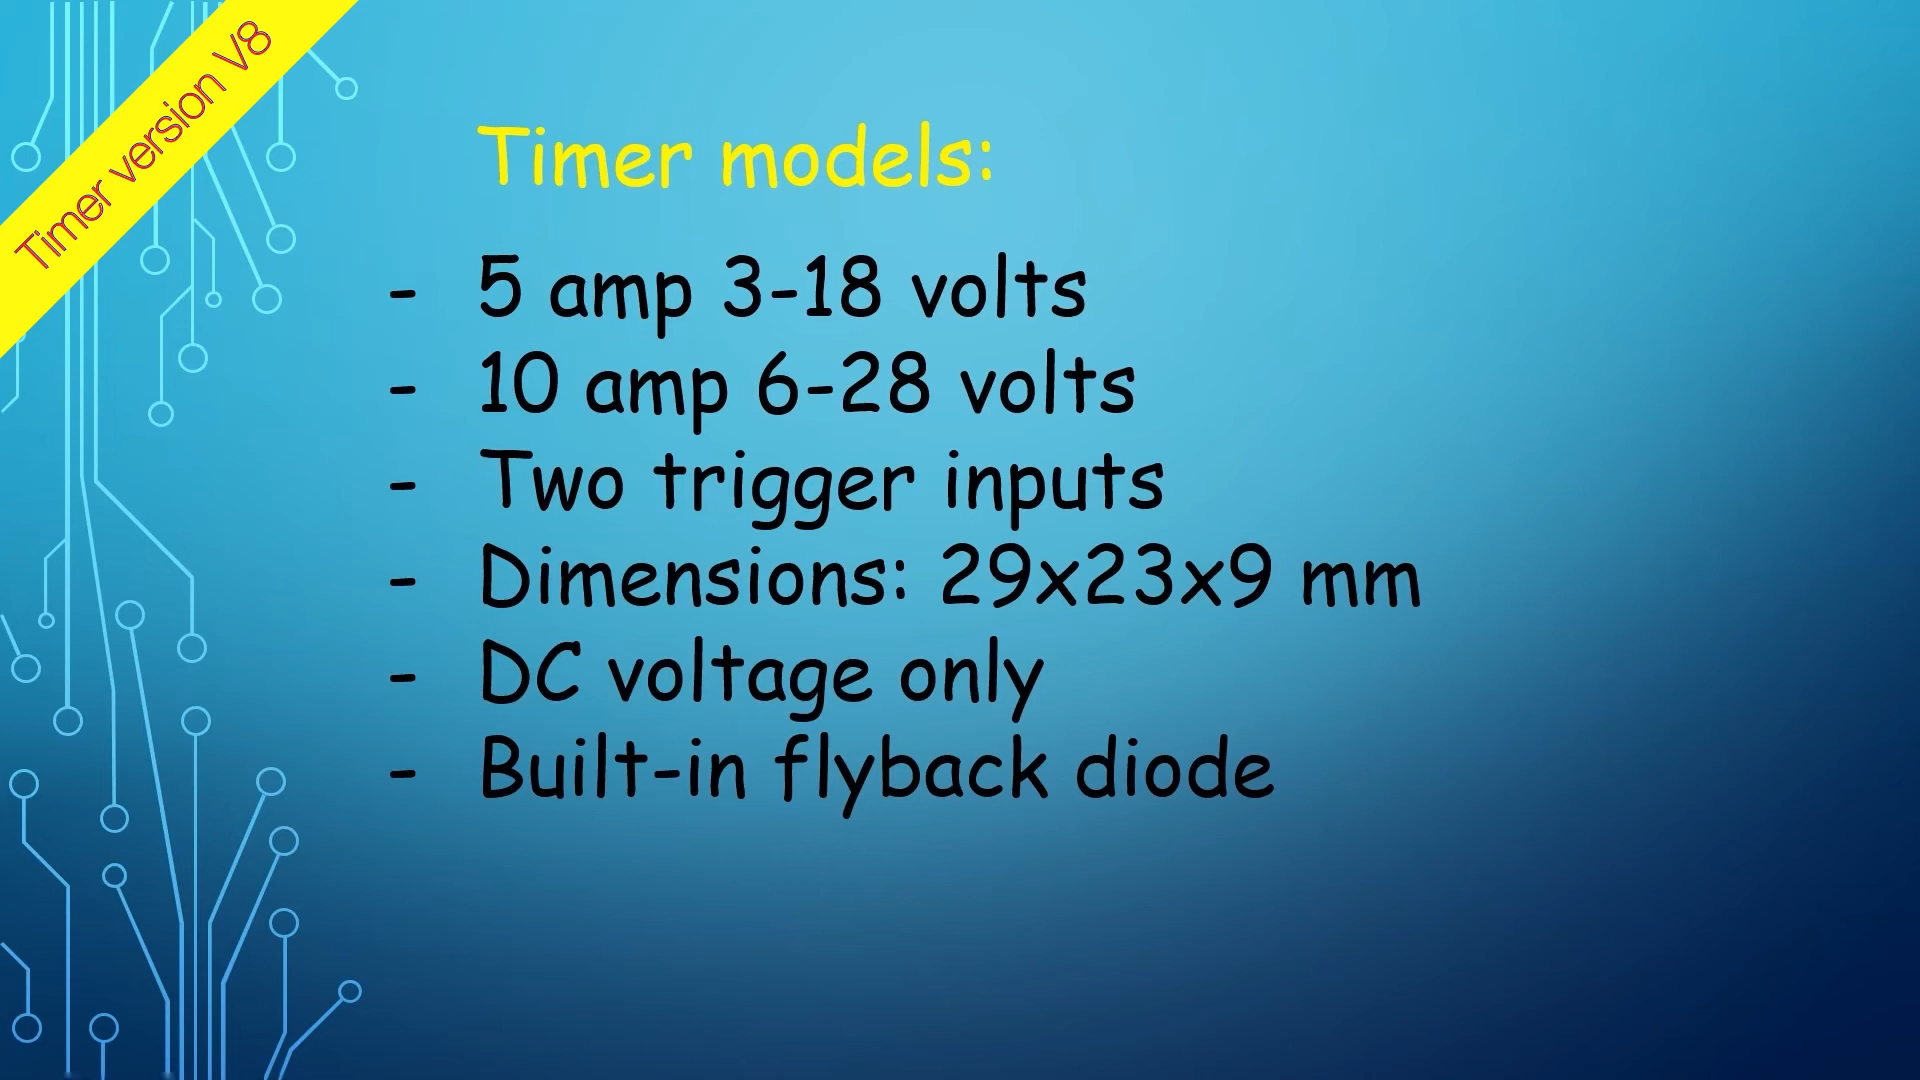 Timer version V8
Timer models:
- 5 amp 3-18 volts
- 10 amp 6-28 volts
- Two trigger inputs
- Dimensions: 29x23x9 mm
- DC voltage only
- Built-in flyback diode